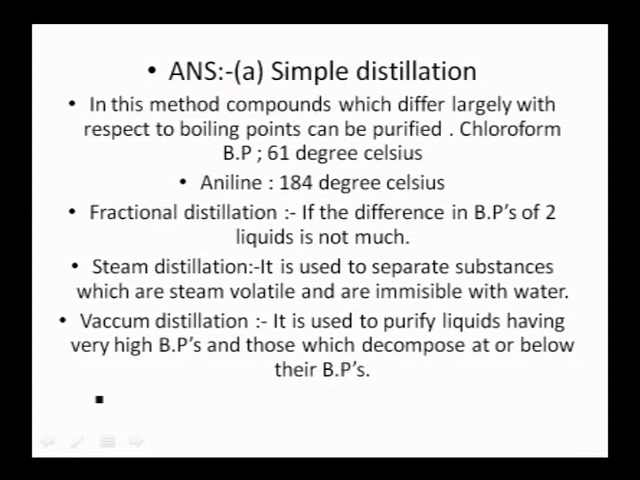 • ANS:-(a) Simple distillation
• In this method compounds which differ largely with
respect to boiling points can be purified . Chloroform
B.P ; 61 degree celsius
• Aniline : 184 degree celsius
• Fractional distillation :- If the difference in B.P’s of 2
liquids is not much.
• Steam distillation:-It is used to separate substances
which are steam volatile and are immisible with water.
• Vaccum distillation :- It is used to purify liquids having
very high B.P’s and those which decompose at or below
their B.P’s.